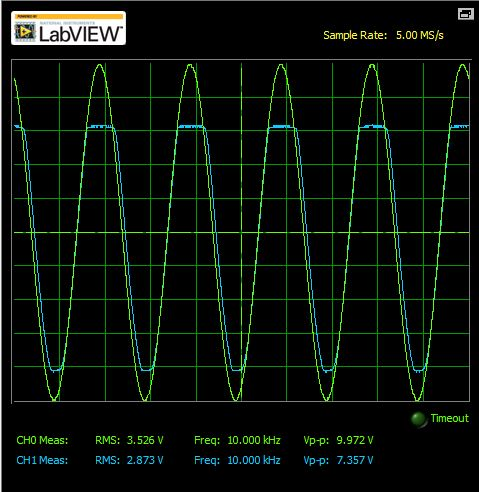 POWERED BY
NATIONAL INSTRUMENTS
LabVIEW™
Sample Rate: 5.00 MS/s
Timeout
CH0 Meas: RMS: 3.526 V Freq: 10.000 kHz Vp-p: 9.972 V
CH1 Meas: RMS: 2.873 V Freq: 10.000 kHz Vp-p: 7.357 V